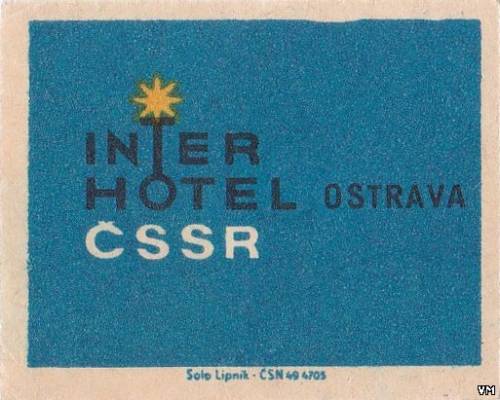 INTER
HOTEL OSTRAVA
ČSSR
Solo Lipník - ČSN 49 4705
VM